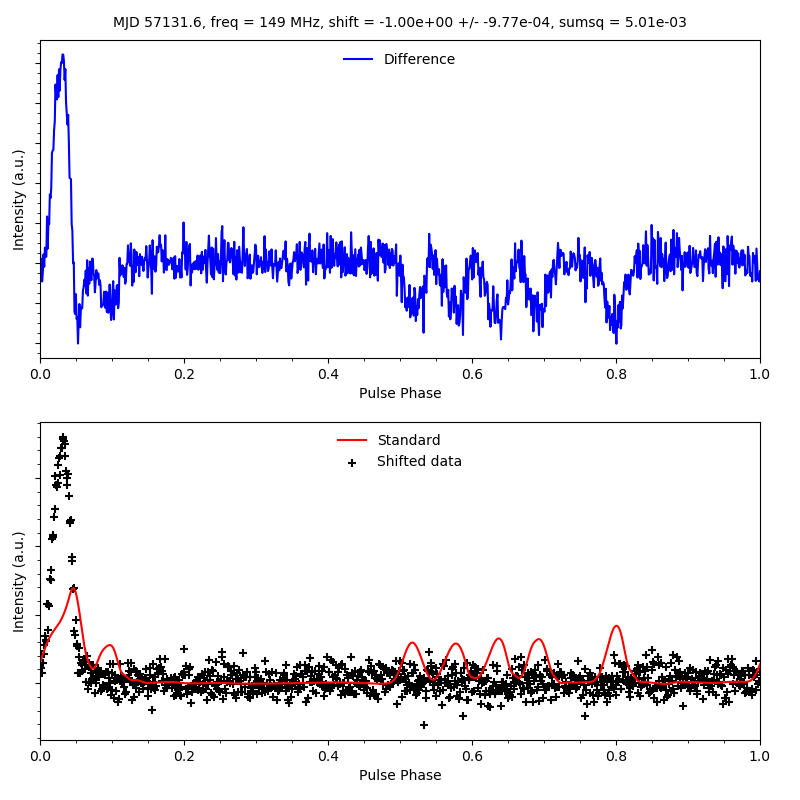 MJD 57131.6, freq = 149 MHz, shift = -1.00e+00 +/- -9.77e-04, sumsq = 5.01e-03
Difference
Intensity (a.u.)
0.0 0.2 0.4 0.6 0.8 1.0
Pulse Phase
Standard
Shifted data
Intensity (a.u.)
0.0 0.2 0.4 0.6 0.8 1.0
Pulse Phase